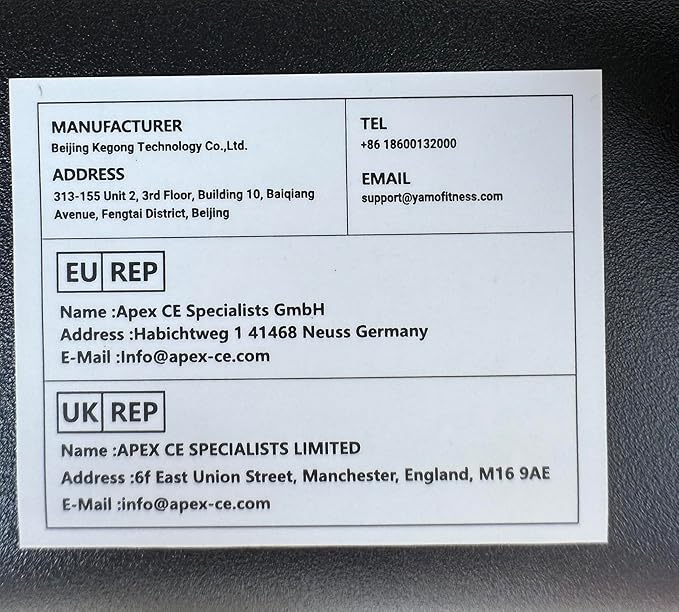 MANUFACTURER
Beijing Kegong Technology Co.,Ltd.
ADDRESS
313-155 Unit 2, 3rd Floor, Building 10, Baiqiang
Avenue, Fengtai District, Beijing
TEL
+86 18600132000
EMAIL
support@yamofitness.com
EU REP
Name :Apex CE Specialists GmbH
Address :Habichtweg 1 41468 Neuss Germany
E-Mail :Info@apex-ce.com
UK REP
Name :APEX CE SPECIALISTS LIMITED
Address :6f East Union Street, Manchester, England, M16 9AE
E-Mail :info@apex-ce.com